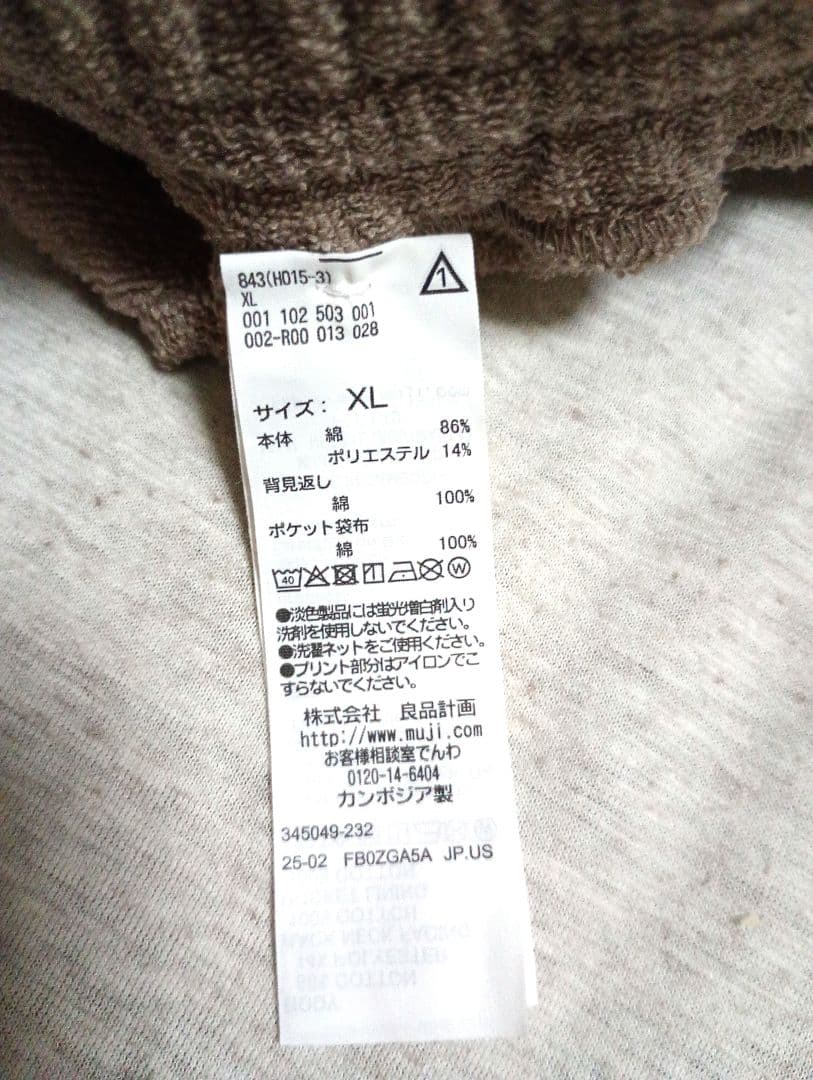 843(H015-3)
1
XL
001 102 503 001
002-R00 013 028
サイズ： XL
本体 綿 86%
ポリエステル 14%
背見返し
綿 100%
ポケット袋布
綿 100%
40 W
●淡色製品には蛍光増白剤入り
洗剤を使用しないでください。
●洗濯ネットをご使用ください。
●プリント部分はアイロンでこ
すらないでください。
株式会社 良品計画
http://www.muji.com
お客様相談室でんわ
0120-14-6404
カンボジア製
345049-232
25-02 FB0ZGA5A JP.US